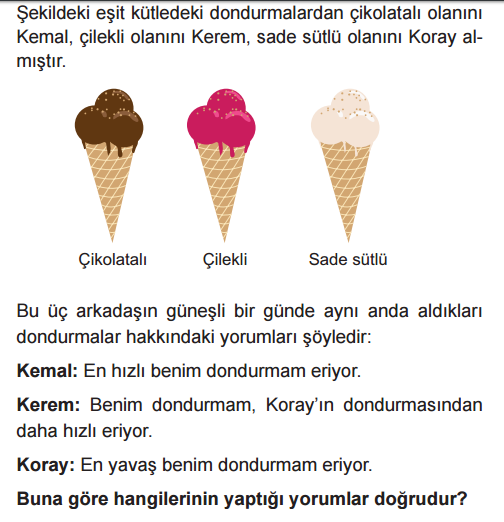 Şekildeki eşit kütledeki dondurmalardan çikolatalı olanını
Kemal, çilekli olanını Kerem, sade sütlü olanını Koray al-
mıştır.
Çikolatalı Çilekli Sade sütlü
Bu üç arkadaşın güneşli bir günde aynı anda aldıkları
dondurmalar hakkındaki yorumları şöyledir:
Kemal: En hızlı benim dondurmam eriyor.
Kerem: Benim dondurmam, Koray’ın dondurmasından
daha hızlı eriyor.
Koray: En yavaş benim dondurmam eriyor.
Buna göre hangilerinin yaptığı yorumlar doğrudur?